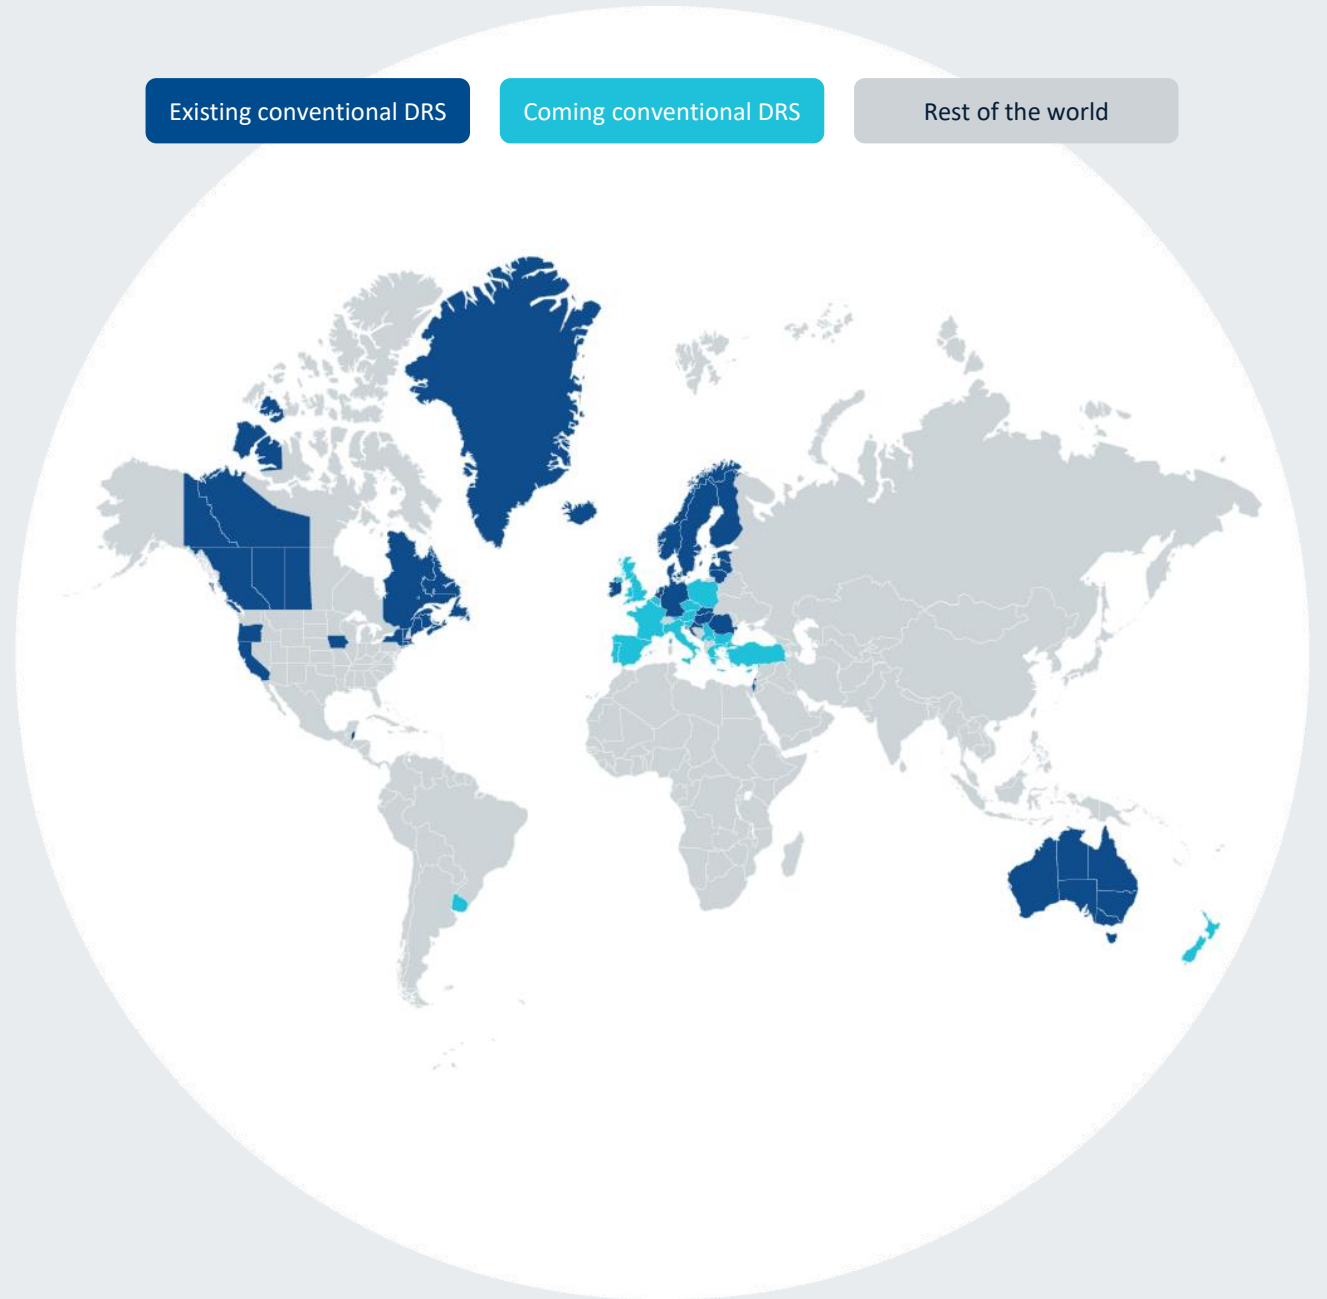 Existing conventional DRS
Coming conventional DRS
Rest of the world